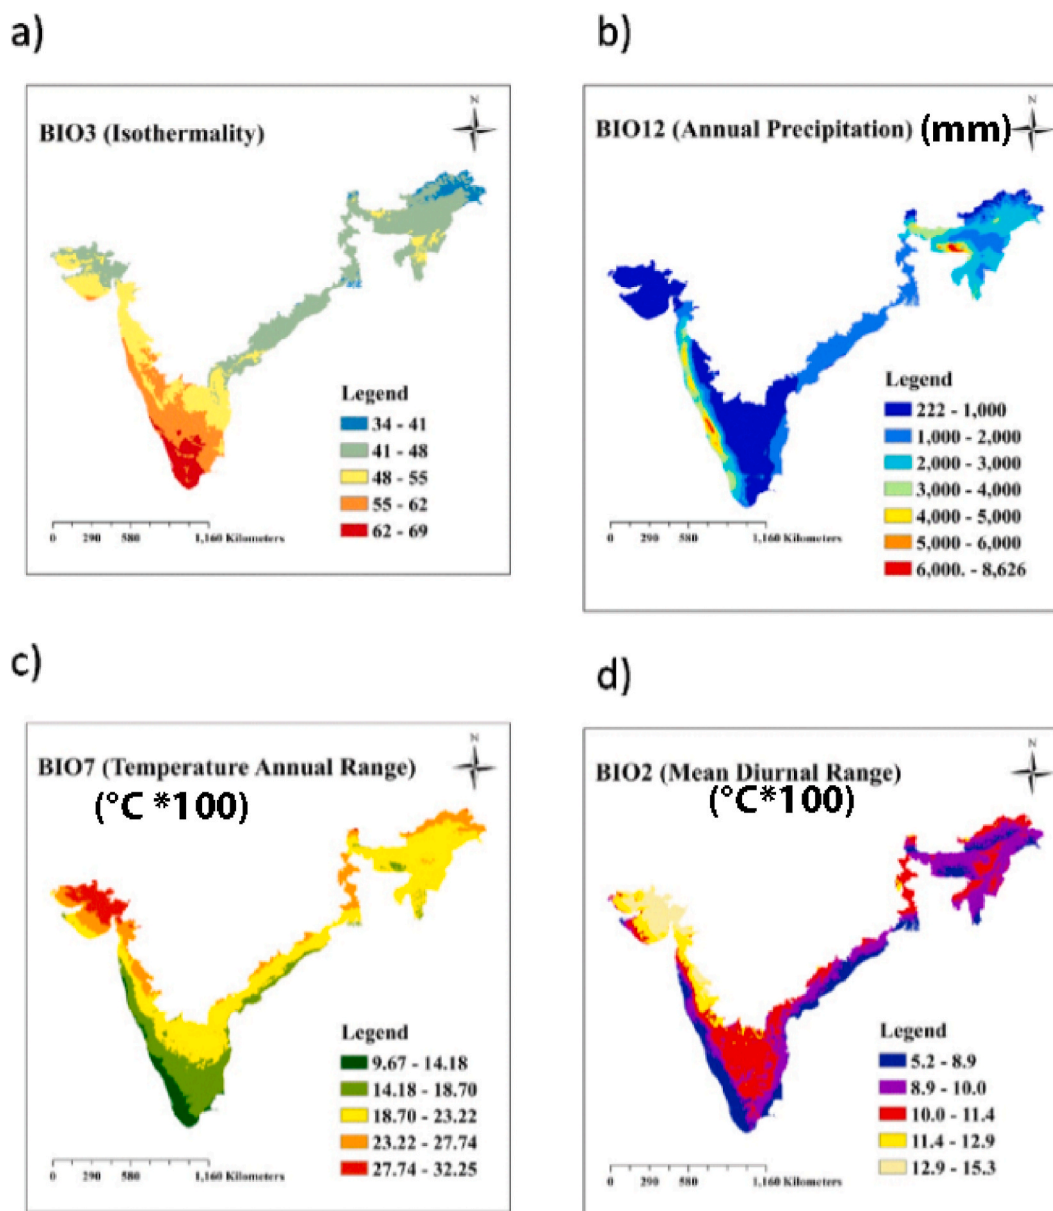 a)
N
BIO3 (Isothermality)
Legend
34 - 41
41 - 48
48 - 55
55 - 62
62 - 69
0 290 580 1,160 Kilometers
b)
N
BIO12 (Annual Precipitation) (mm)
Legend
222 - 1,000
1,000 - 2,000
2,000 - 3,000
3,000 - 4,000
4,000 - 5,000
5,000 - 6,000
6,000. - 8,626
0 290 580 1,160 Kilometers
c)
N
BIO7 (Temperature Annual Range)
(°C *100)
Legend
9.67 - 14.18
14.18 - 18.70
18.70 - 23.22
23.22 - 27.74
27.74 - 32.25
0 290 580 1,160 Kilometers
d)
N
BIO2 (Mean Diurnal Range)
(°C*100)
Legend
5.2 - 8.9
8.9 - 10.0
10.0 - 11.4
11.4 - 12.9
12.9 - 15.3
0 290 580 1,160 Kilometers